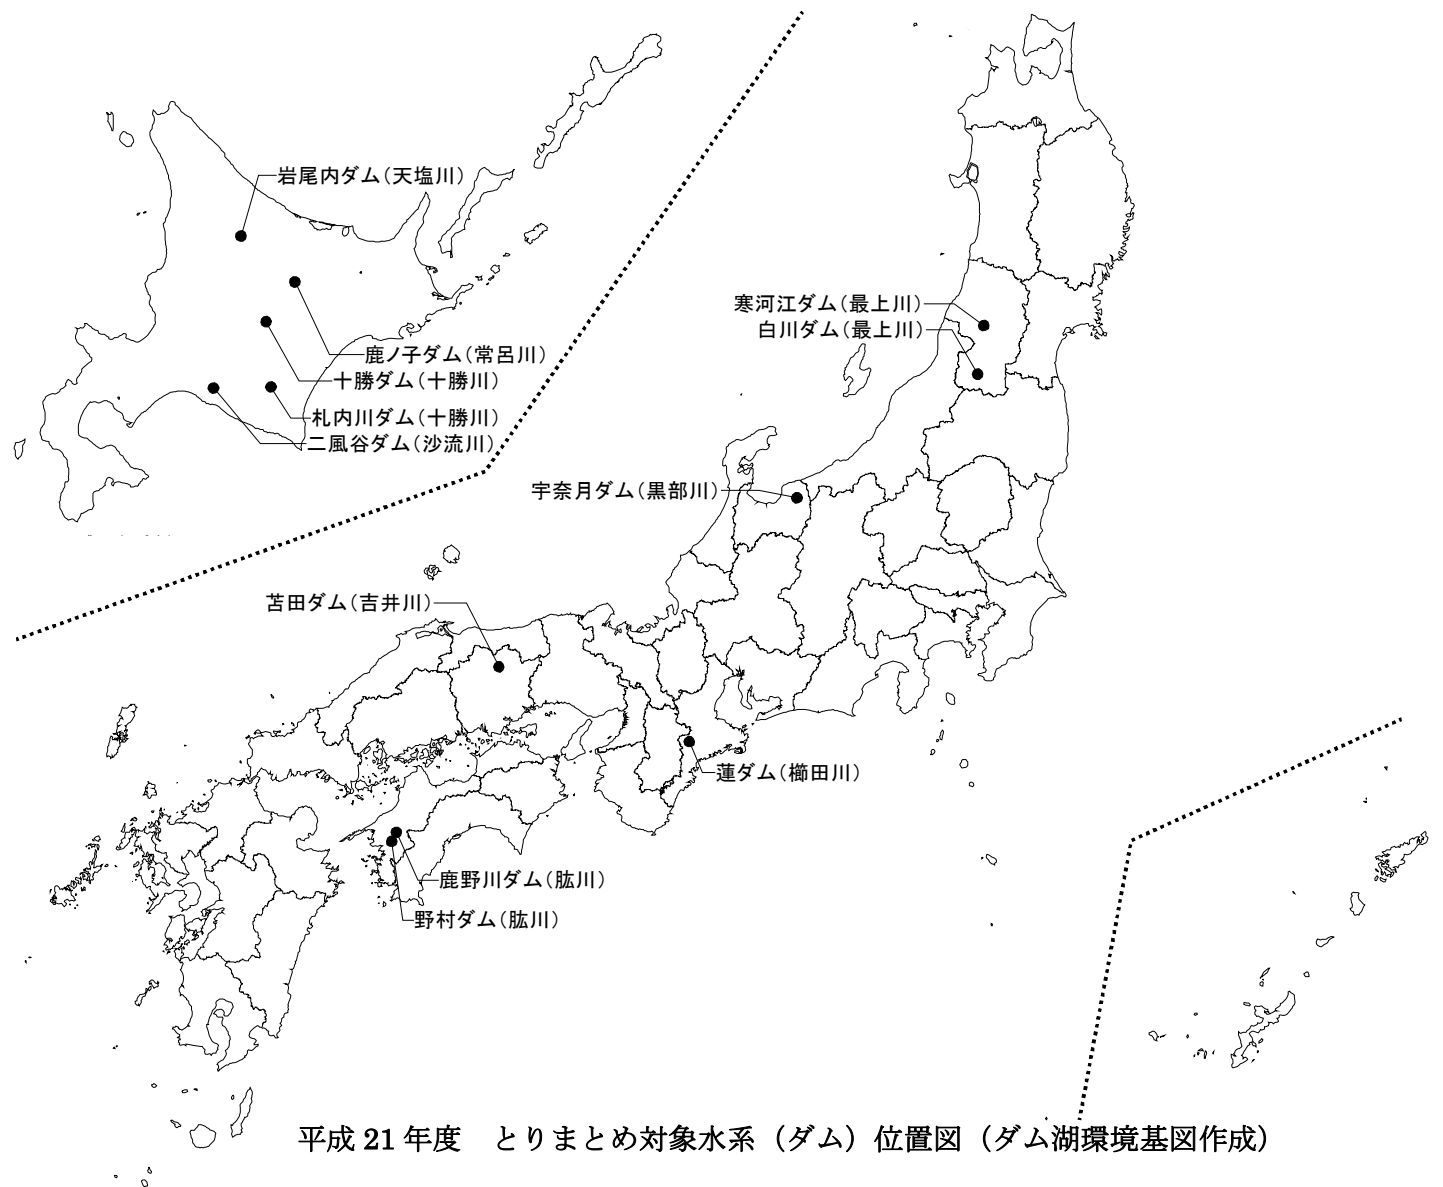 岩尾内ダム（天塩川）
鹿ノ子ダム（常呂川）
十勝ダム（十勝川）
札内川ダム（十勝川）
二風谷ダム（沙流川）
寒河江ダム（最上川）
白川ダム（最上川）
宇奈月ダム（黒部川）
苫田ダム（吉井川）
蓮ダム（櫛田川）
鹿野川ダム（肱川）
野村ダム（肱川）
平成 21 年度　とりまとめ対象水系（ダム）位置図（ダム湖環境基図作成）